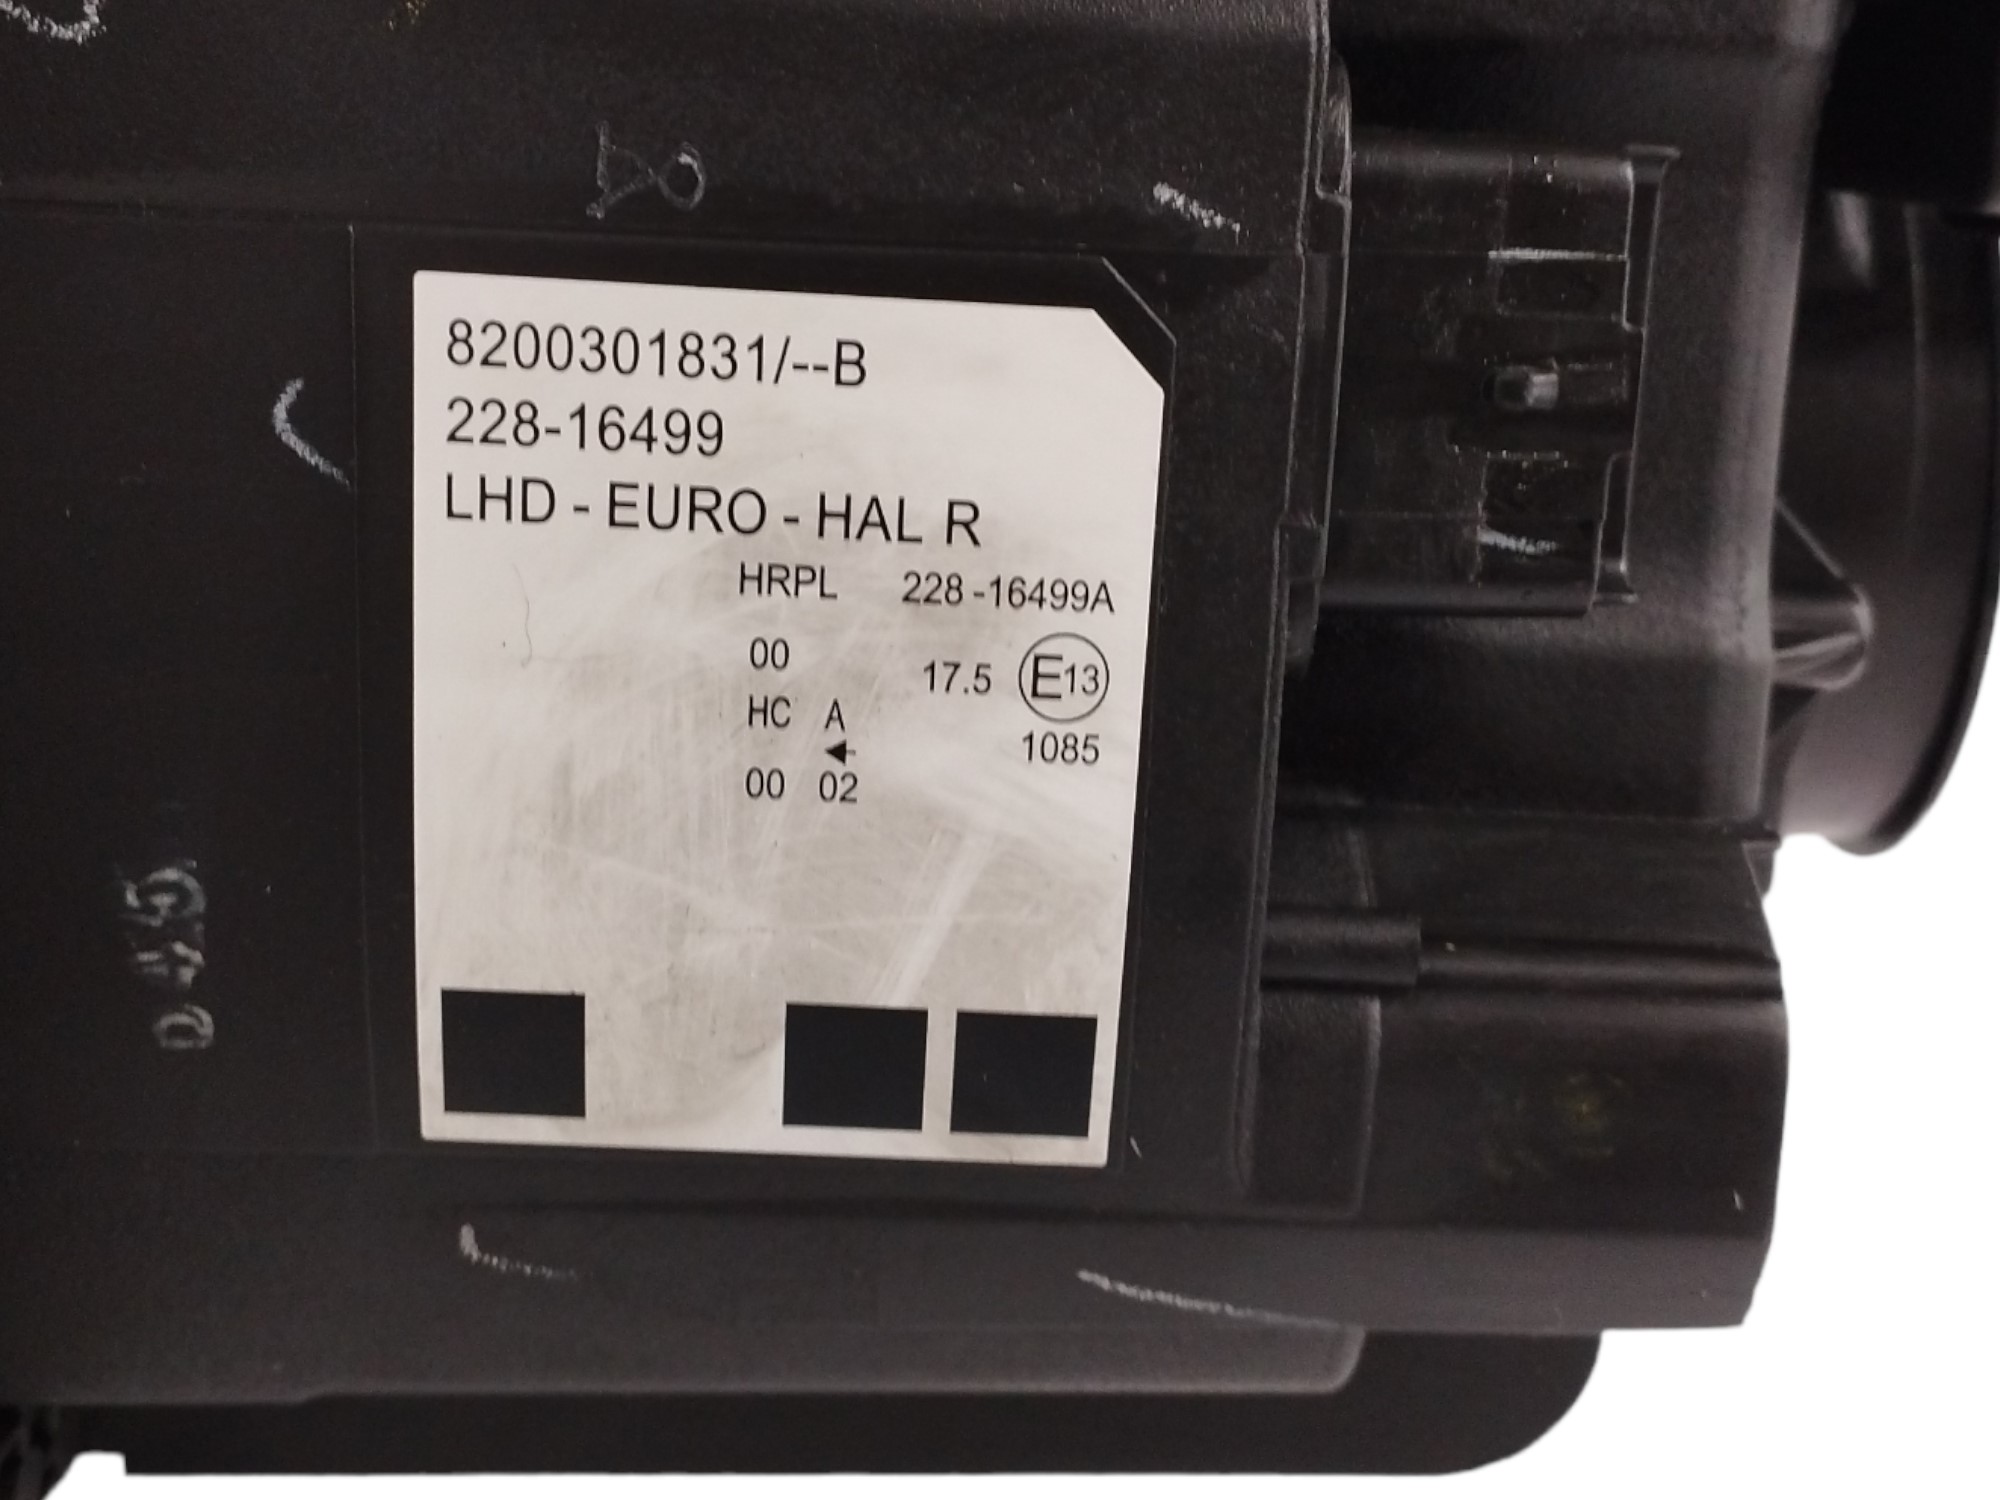 8200301831/--B
228-16499
LHD - EURO - HAL R
HRPL 228-16499A
00
17.5 E13
HC A
1085
00 02